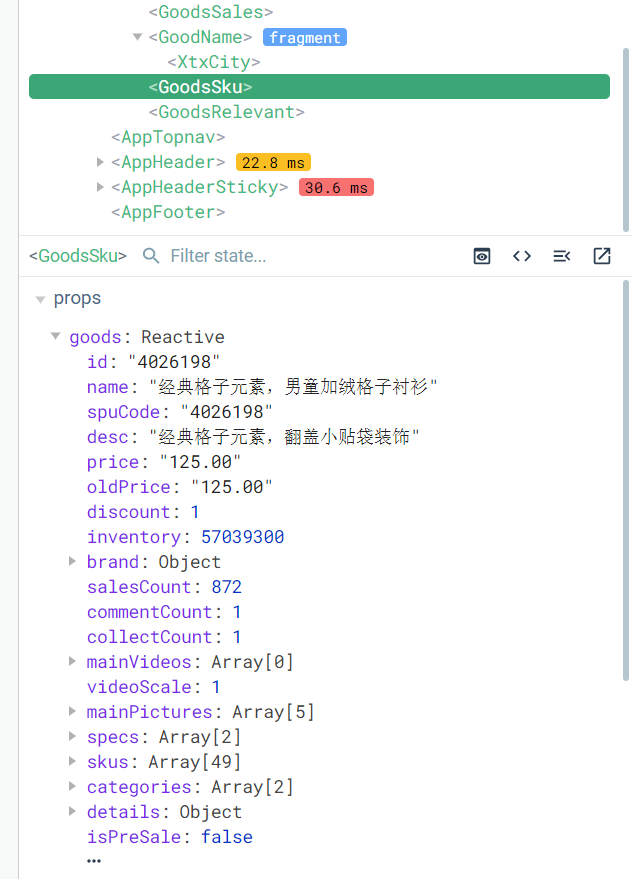 <GoodsSales>
<GoodName> fragment
<XtxCity>
<GoodsSku>
<GoodsRelevant>
<AppTopnav>
<AppHeader> 22.8 ms
<AppHeaderSticky> 30.6 ms
<AppFooter>
<GoodsSku> Filter state...
props
goods: Reactive
id: "4026198"
name: "经典格子元素，男童加绒格子衬衫"
spuCode: "4026198"
desc: "经典格子元素，翻盖小贴袋装饰"
price: "125.00"
oldPrice: "125.00"
discount: 1
inventory: 57039300
brand: Object
salesCount: 872
commentCount: 1
collectCount: 1
mainVideos: Array[0]
videoScale: 1
mainPictures: Array[5]
specs: Array[2]
skus: Array[49]
categories: Array[2]
details: Object
isPreSale: false
...